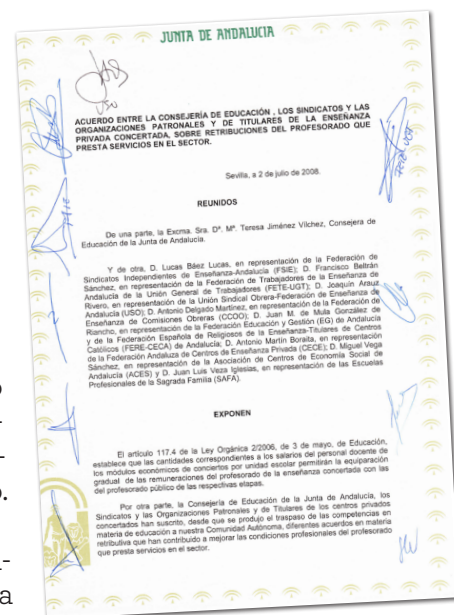 JUNTA DE ANDALUCIA
USO
ACUERDO ENTRE LA CONSEJERÍA DE EDUCACIÓN , LOS SINDICATOS Y LAS
ORGANIZACIONES PATRONALES Y DE TITULARES DE LA ENSEÑANZA
PRIVADA CONCERTADA, SOBRE RETRIBUCIONES DEL PROFESORADO QUE
PRESTA SERVICIOS EN EL SECTOR.
Sevilla, a 2 de julio de 2008.
REUNIDOS
De una parte, la Excma. Sra. Dª. Mª. Teresa Jiménez Vílchez, Consejera de
Educación de la Junta de Andalucía.
Y de otra, D. Lucas Báez Lucas, en representación de la Federación de
Sindicatos Independientes de Enseñanza-Andalucía (FSIE); D. Francisco Beltrán
Sánchez, en representación de la Federación de Trabajadores de la Enseñanza de
Andalucía de la Unión General de Trabajadores (FETE-UGT); D. Joaquín Arauz
Rivero, en representación de la Unión Sindical Obrera-Federación de Enseñanza de
Andalucía (USO); D. Antonio Delgado Martínez, en representación de la Federación de
Enseñanza de Comisiones Obreras (CCOO); D. Juan M. de Mula González de
Riancho, en representación de la Federación Educación y Gestión (EG) de Andalucía
y de la Federación Española de Religiosos de la Enseñanza-Titulares de Centros
Católicos (FERE-CECA) de Andalucía; D. Antonio Martín Boraita, en representación
de la Federación Andaluza de Centros de Enseñanza Privada (CECE); D. Miguel Vega
Sánchez, en representación de la Asociación de Centros de Economía Social de
Andalucía (ACES) y D. Juan Luis Veza Iglesias, en representación de las Escuelas
Profesionales de la Sagrada Familia (SAFA).
EXPONEN
El artículo 117.4 de la Ley Orgánica 2/2006, de 3 de mayo, de Educación,
establece que las cantidades correspondientes a los salarios del personal docente de
los módulos económicos de conciertos por unidad escolar permitirán la equiparación
gradual de las remuneraciones del profesorado de la enseñanza concertada con las
del profesorado público de las respectivas etapas.
Por otra parte, la Consejería de Educación de la Junta de Andalucía, los
Sindicatos y las Organizaciones Patronales y de Titulares de los centros privados
concertados han suscrito, desde que se produjo el traspaso de las competencias en
materia de educación a nuestra Comunidad Autónoma, diferentes acuerdos en materia
retributiva que han contribuido a mejorar las condiciones profesionales del profesorado
que presta servicios en el sector.